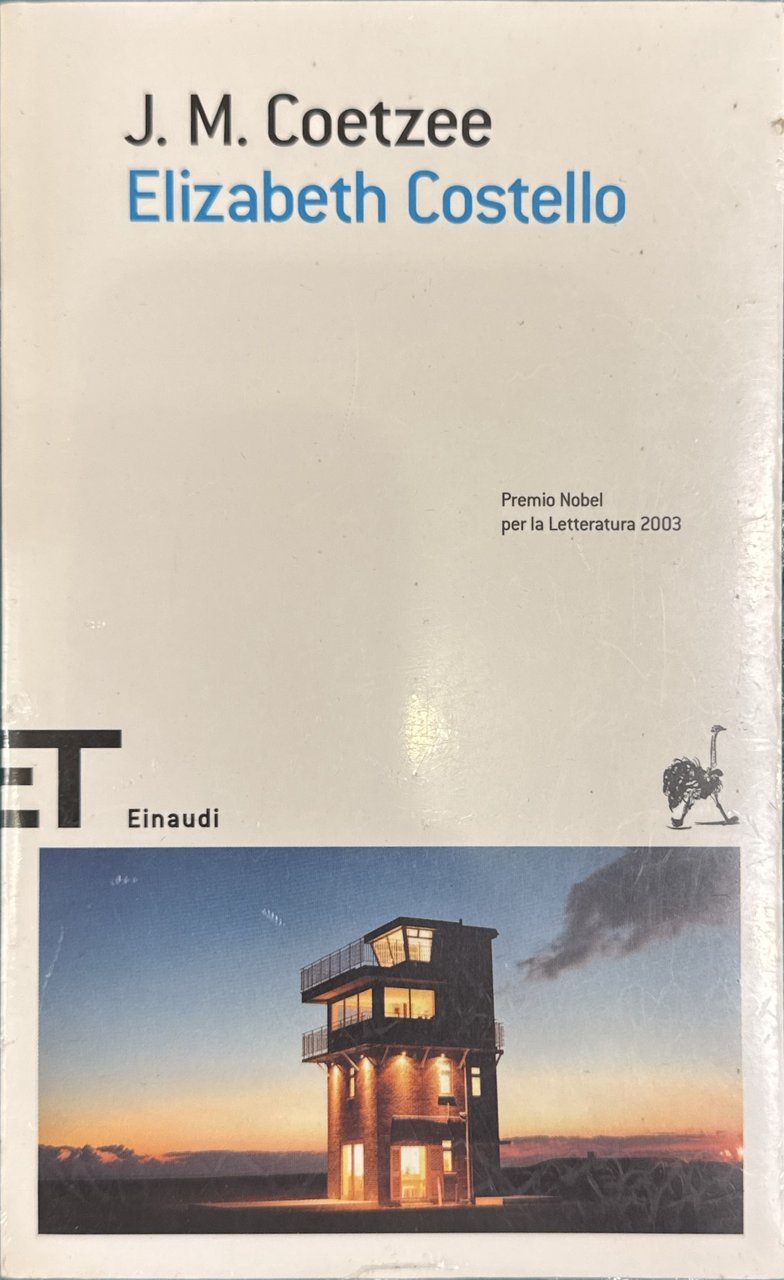 J. M. Coetzee
Elizabeth Costello
Premio Nobel
per la Letteratura 2003
ET
Einaudi